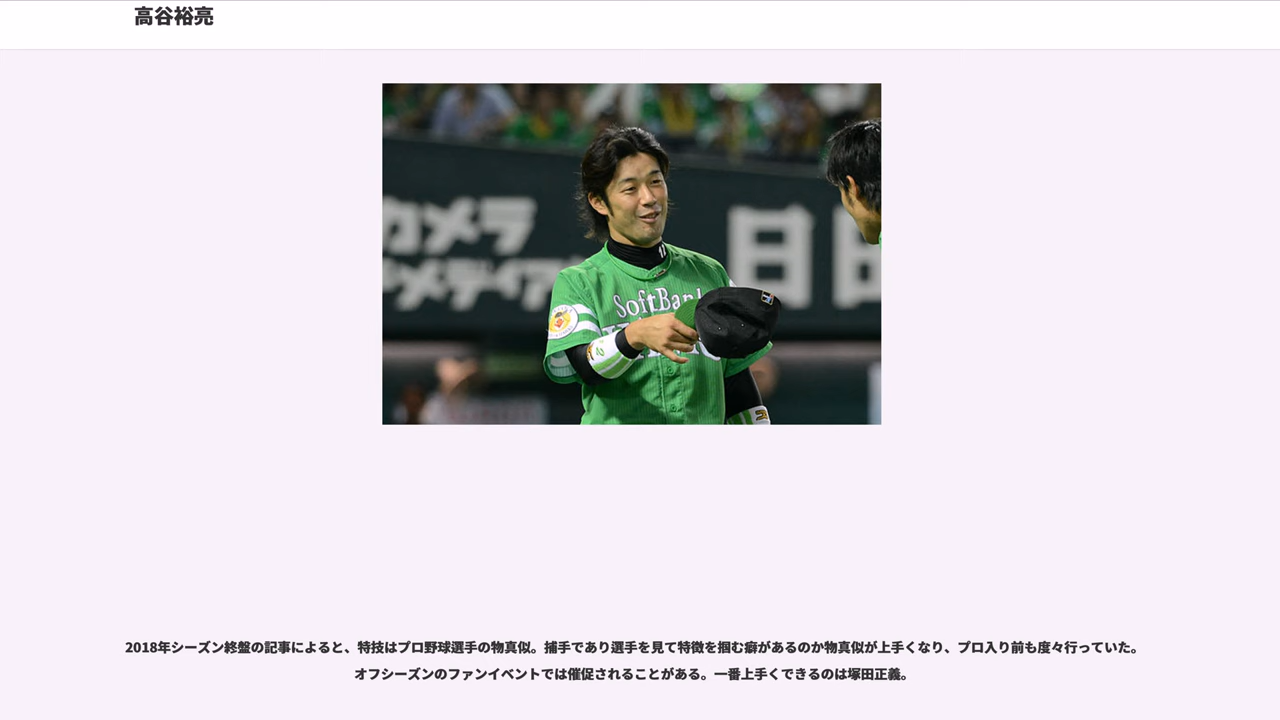 高谷裕亮
カメラ
日
SoftBank
2018年シーズン終盤の記事によると、特技はプロ野球選手の物真似。捕手であり選手を見て特徴を掴む癖があるのか物真似が上手くなり、プロ入り前も度々行っていた。
オフシーズンのファンイベントでは催促されることがある。一番上手くできるのは塚田正義。